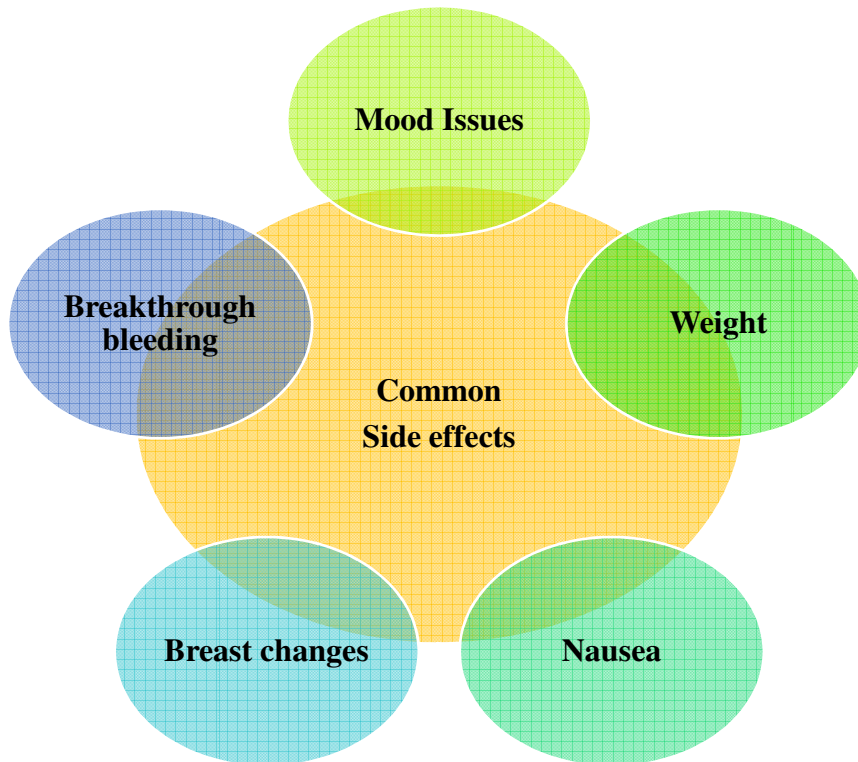 Mood Issues
Breakthrough
bleeding
Weight
Common
Side effects
Breast changes
Nausea